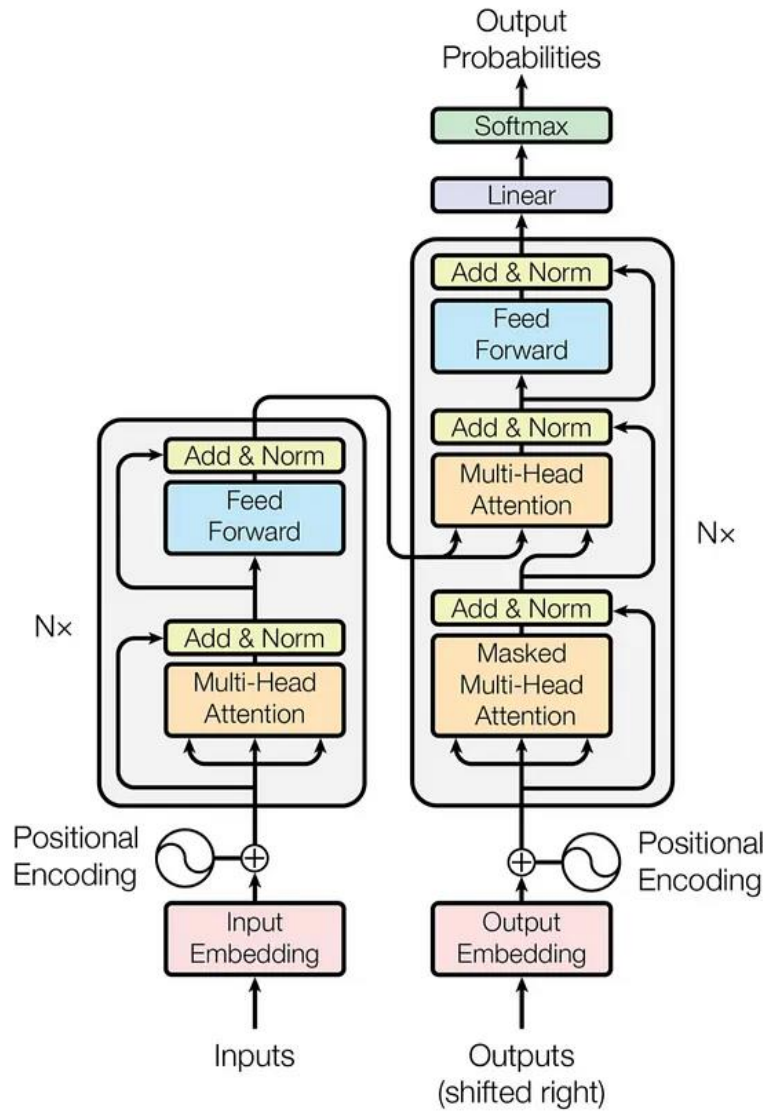 Output
Probabilities
Softmax
Linear
Add & Norm
Feed
Forward
Add & Norm
Multi-Head
Attention
Add & Norm
Masked
Multi-Head
Attention
N×
Add & Norm
Feed
Forward
Add & Norm
Multi-Head
Attention
N×
Positional
Encoding
Positional
Encoding
Input
Embedding
Output
Embedding
Inputs
Outputs
(shifted right)